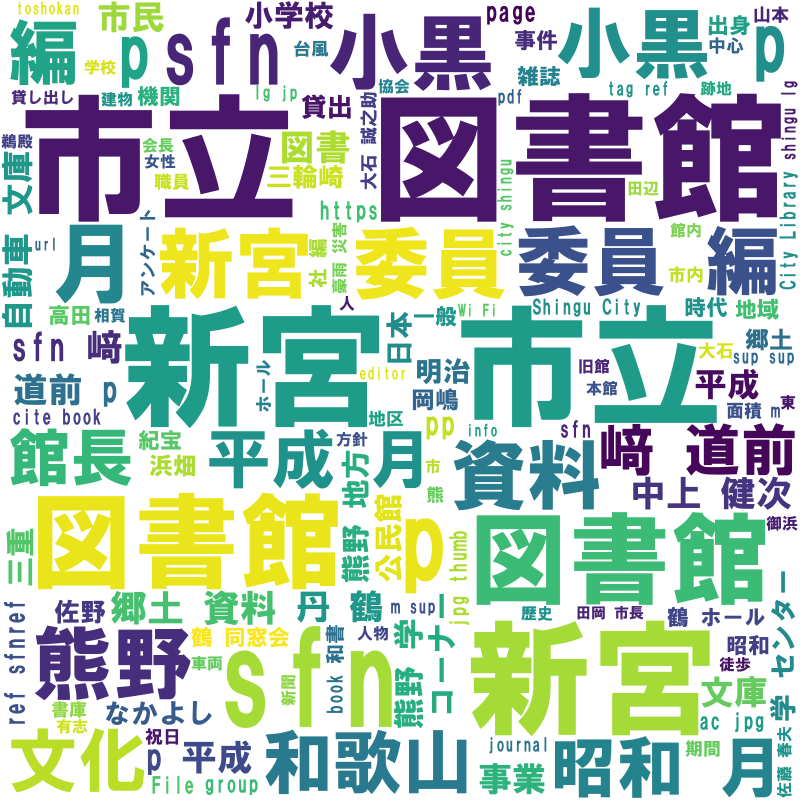 toshokan
市民
小学校
page
出身
山本
編 p
sfn
台風
小黒
事件
小黒
中心
p
学校
雑誌
貸し出し
建物
機関
lg jp
貸出
協会
pdf
tag ref
跡地
鵜殿
市立
会長
女性
図書
職員
三輪崎
大石 誠之助
図書館
田辺
City Library shingu lg
文庫
https
city shingu
自動車
url
月
アンケート
新宮
社 編
豪雨 災害
委員
委員
編
館内
市内
人
高田
相賀
新宮
日本
一般
Wi Fi
Shingu City
時代
地域
sfn 﨑
ホール
editor
明治
市立
旧館
大石
郷土
sup sup
道前 p
岡嶋
本館
平成
cite book
地区
面積 m
東
館長
紀宝
浜畑
平成
方針
月
pp
info
sfn
﨑 道前
市
熊
資料
中上 健次
三重
図書館
熊野 地方
公民館
p
jpg thumb
図書館
御浜
佐野
郷土 資料
丹 鶴
m sup
歴史
田岡 市長
鶴 ホール
ref sfnref
熊野
鶴 同窓会
車両
sfn
book 和書
人物
熊野 学
コーナー
新宮
昭和
徒歩
学 センター
書庫
有志
なかよし
新聞
文庫
ac jpg
文化
祝日
p 平成
和歌山
journal
昭和 月
期間
佐藤 春夫
File group
事業